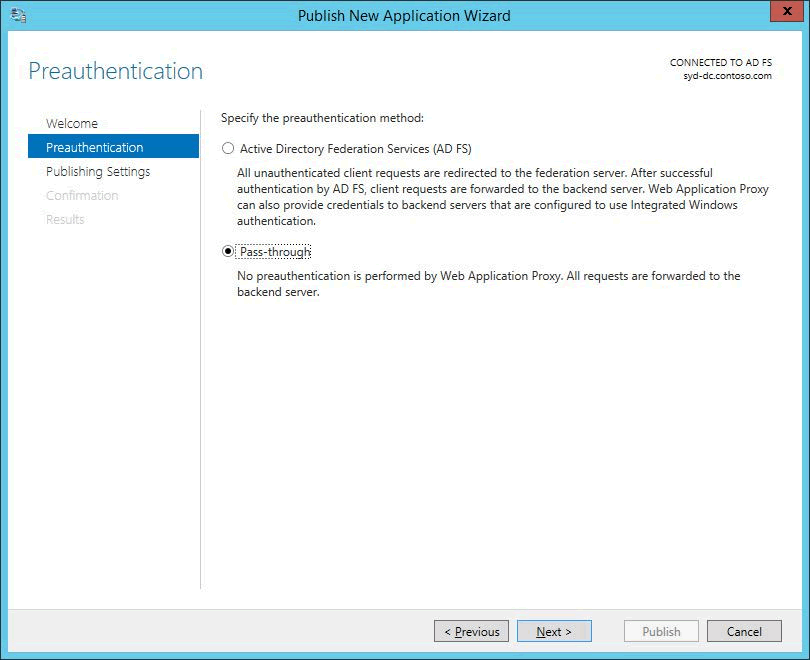 Publish New Application Wizard
x
Preauthentication
CONNECTED TO AD FS
syd-dc.contoso.com
Welcome
Preauthentication
Publishing Settings
Confirmation
Results
Specify the preauthentication method:
Active Directory Federation Services (AD FS)
All unauthenticated client requests are redirected to the federation server. After successful
authentication by AD FS, client requests are forwarded to the backend server. Web Application Proxy
can also provide credentials to backend servers that are configured to use Integrated Windows
authentication.
Pass-through
No preauthentication is performed by Web Application Proxy. All requests are forwarded to the
backend server.
< Previous
Next >
Publish
Cancel